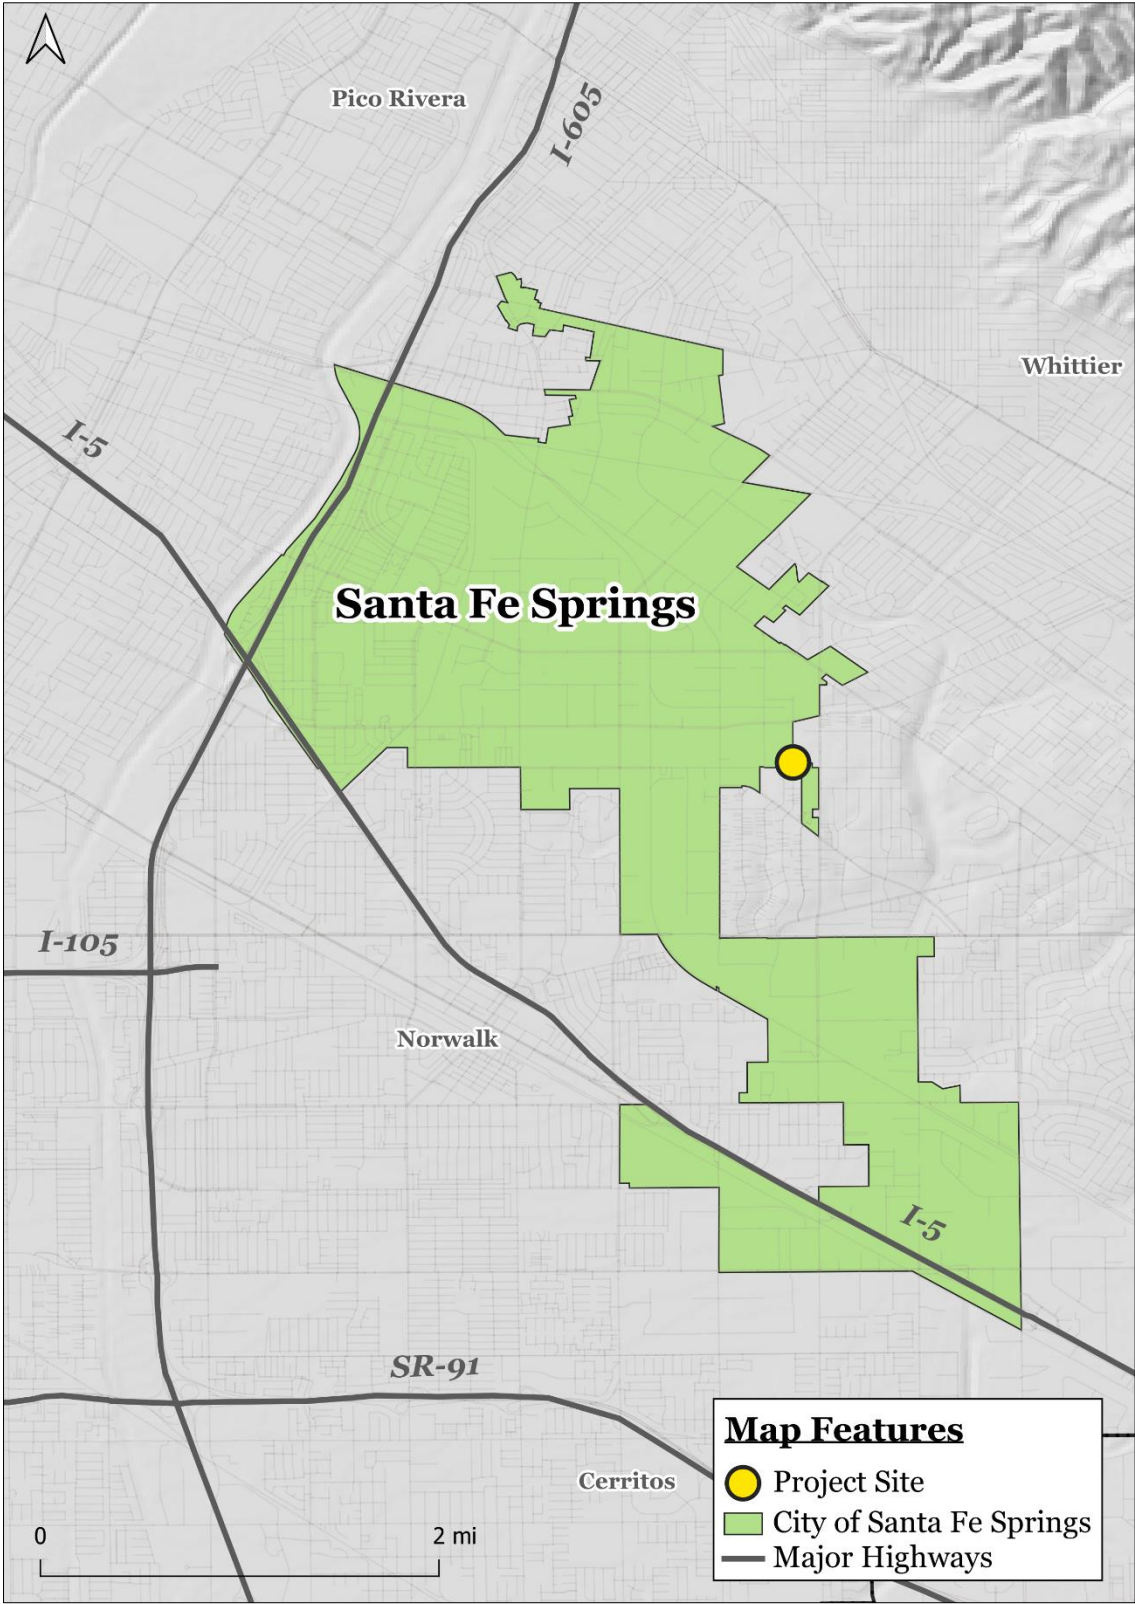 Pico Rivera
I-605
Whittier
I-5
Santa Fe Springs
I-105
Norwalk
I-5
SR-91
Cerritos
Map Features
Project Site
City of Santa Fe Springs
Major Highways
0 2 mi